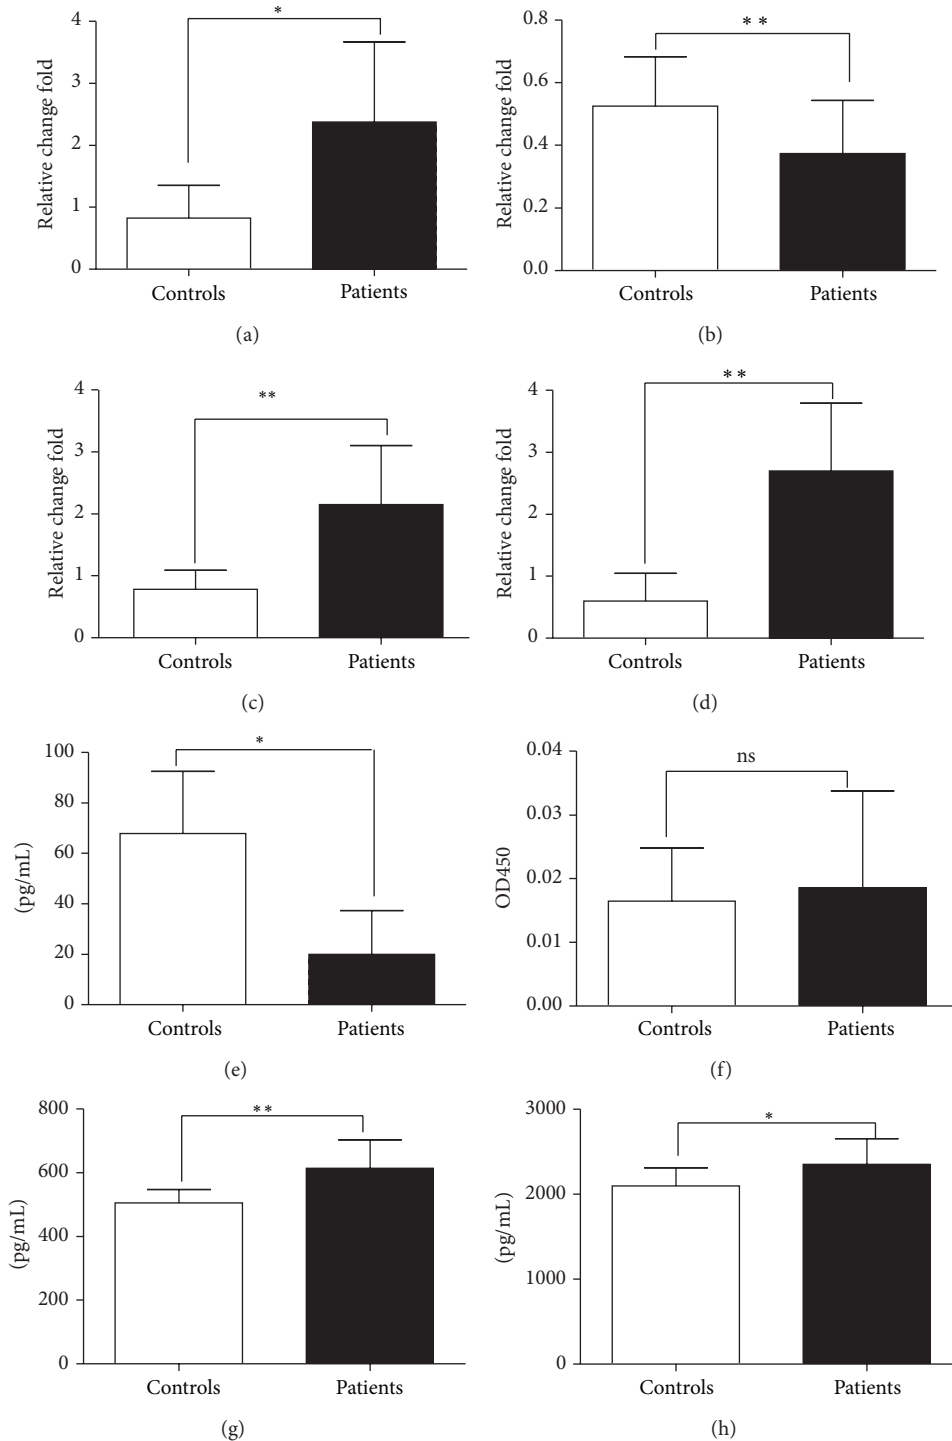 *
4
3
2
1
0
Relative change fold
Controls
Patients
(a)
* *
0.8
0.6
0.4
0.2
0.0
Relative change fold
Controls
Patients
(b)
**
4
3
2
1
0
Relative change fold
Controls
Patients
(c)
* *
4
3
2
1
0
Relative change fold
Controls
Patients
(d)
*
100
80
60
40
20
0
(pg/mL)
Controls
Patients
(e)
ns
0.04
0.03
0.02
0.01
0.00
OD450
Controls
Patients
(f)
**
800
600
400
200
0
(pg/mL)
Controls
Patients
(g)
*
3000
2000
1000
0
(pg/mL)
Controls
Patients
(h)